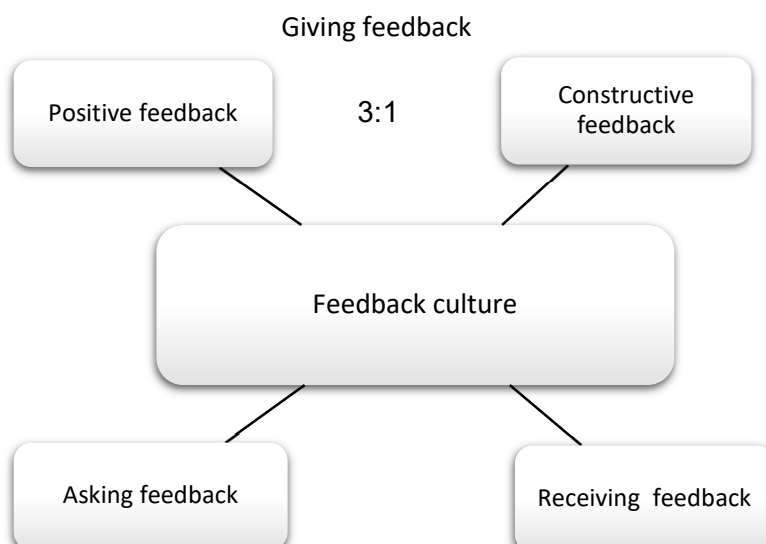 Giving feedback
Positive feedback
3:1
Constructive
feedback
Feedback culture
Asking feedback
Receiving feedback